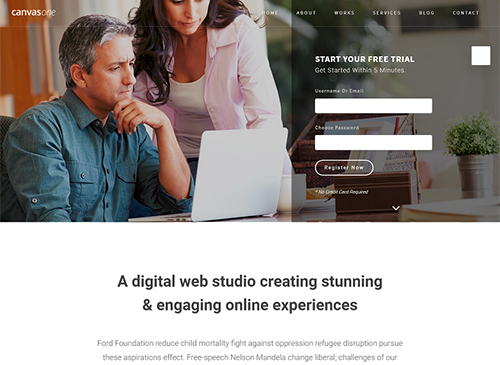 canvasone
HOME ABOUT WORKS SERVICES BLOG CONTACT
START YOUR FREE TRIAL
Get Started Within 5 Minutes.
Username Or Email
Choose Password
Register Now
* No Credit Card Required
A digital web studio creating stunning
& engaging online experiences
Ford Foundation reduce child mortality fight against oppression refugee disruption pursue
these aspirations effect. Free-speech Nelson Mandela change liberal; challenges of our